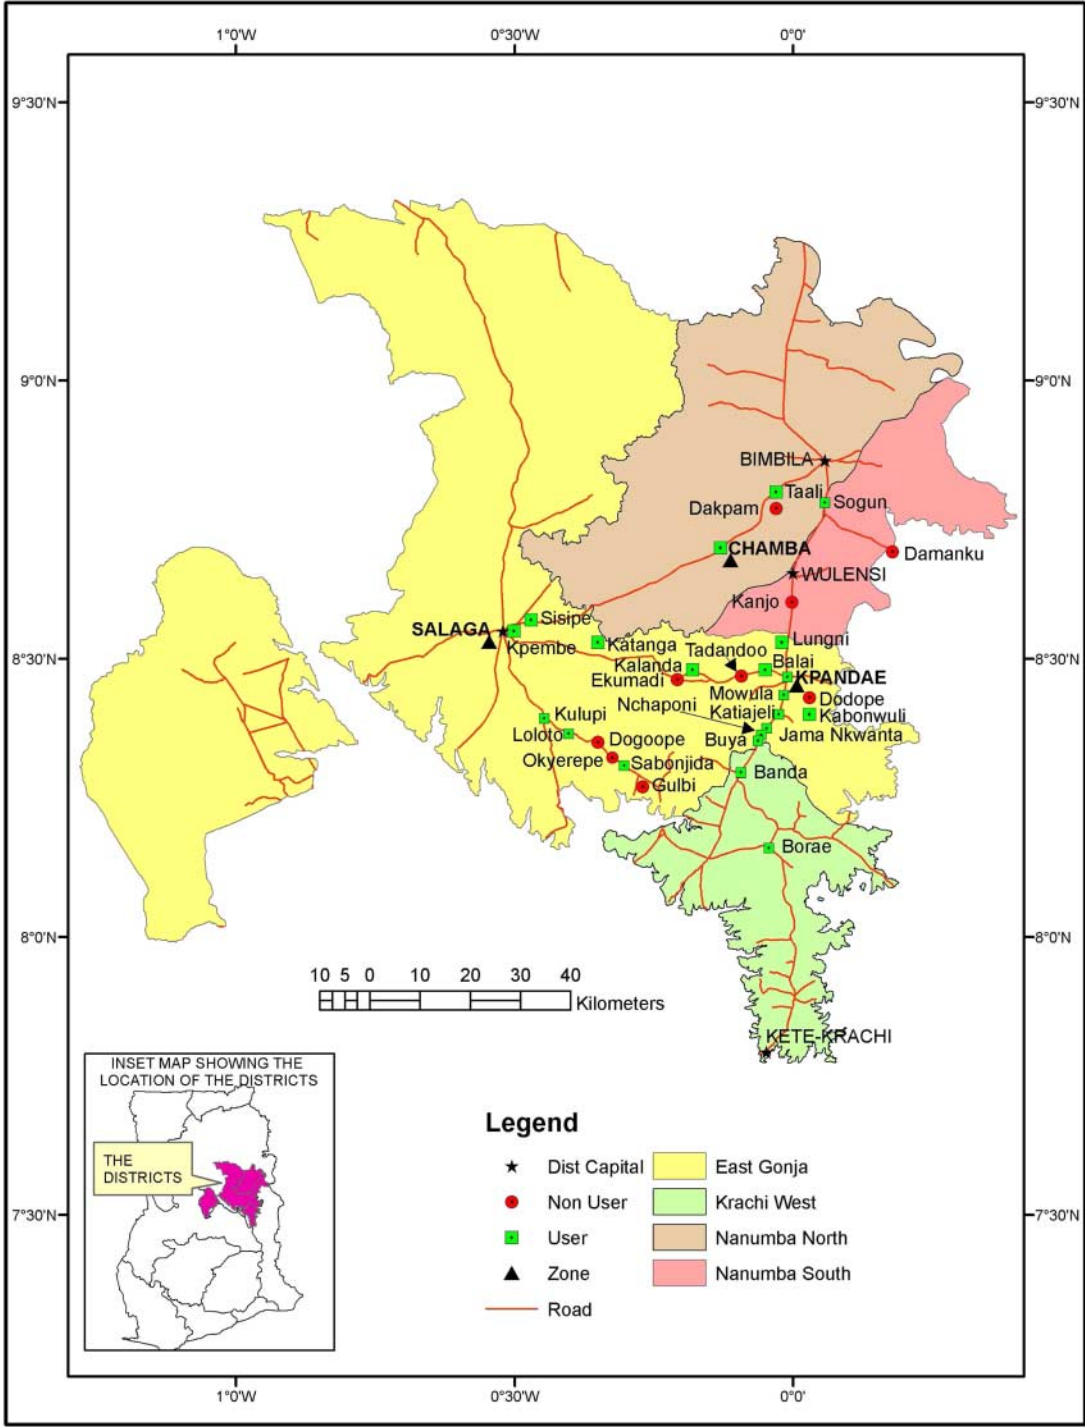 1°0'W
0°30'W
0°0'
9°30'N
9°30'N
9°0'N
9°0'N
BIMBILA
Taali
Sogun
Dakpam
CHAMBA
Damanku
WULENSI
Kanjo
SALAGA
Sisipe
Kpembe
Katanga
Lungni
Tadandoo
8°30'N
8°30'N
Kalanda
Balai
Ekumadi
KPANDAE
Mowula
Dodope
Nchaponi
Katiajeli
Kabonwuli
Kulupi
Loloto
Dogoope
Buya
Jama Nkwanta
Okyerepe
Sabonjida
Banda
Gulbi
Borae
8°0'N
8°0'N
10 5 0 10 20 30 40
Kilometers
KETE-KRACHI
INSET MAP SHOWING THE
LOCATION OF THE DISTRICTS
THE
DISTRICTS
Legend
Dist Capital
East Gonja
Non User
Krachi West
User
Nanumba North
Zone
Nanumba South
Road
7°30'N
7°30'N
1°0'W
0°30'W
0°0'